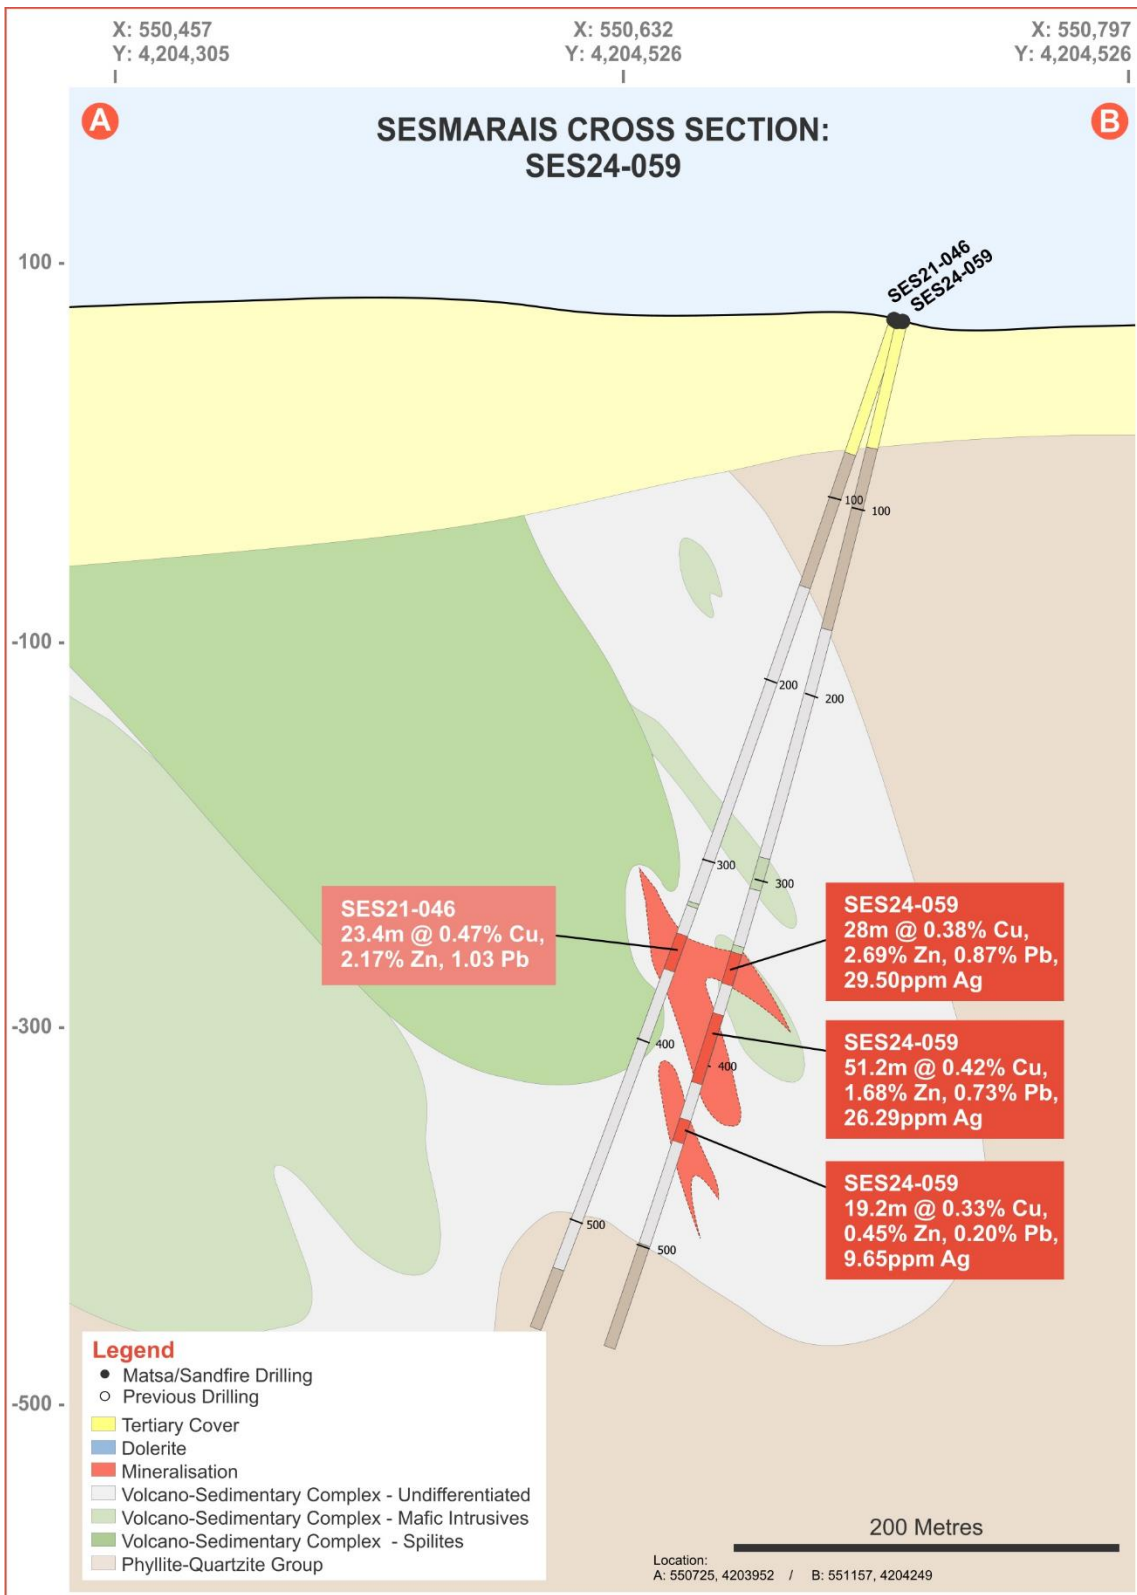 X: 550,457
Y: 4,204,305
X: 550,632
Y: 4,204,526
X: 550,797
Y: 4,204,526
A
B
SESMARAIS CROSS SECTION:
SES24-059
100 -
SES21-046
SES24-059
100
100
-100 -
200
200
300
300
SES21-046
23.4m @ 0.47% Cu,
2.17% Zn, 1.03 Pb
SES24-059
28m @ 0.38% Cu,
2.69% Zn, 0.87% Pb,
29.50ppm Ag
-300 -
400
400
SES24-059
51.2m @ 0.42% Cu,
1.68% Zn, 0.73% Pb,
26.29ppm Ag
SES24-059
19.2m @ 0.33% Cu,
0.45% Zn, 0.20% Pb,
9.65ppm Ag
500
500
-500 -
Legend
Matsa/Sandfire Drilling
Previous Drilling
Tertiary Cover
Dolerite
Mineralisation
Volcano-Sedimentary Complex - Undifferentiated
Volcano-Sedimentary Complex - Mafic Intrusives
Volcano-Sedimentary Complex - Spilites
Phyllite-Quartzite Group
200 Metres
Location:
A: 550725, 4203952 / B: 551157, 4204249